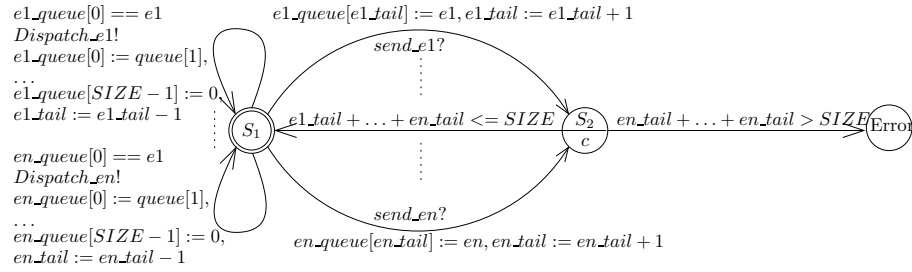 e1_queue[0] == e1
Dispatch_e1!
e1_queue[0] := queue[1],
...
e1_queue[SIZE − 1] := 0,
e1_tail := e1_tail − 1
e1_queue[e1_tail] := e1, e1_tail := e1_tail + 1
send_e1?
S1
e1_tail + ... + en_tail <= SIZE
S2
c
en_tail + ... + en_tail > SIZE
Error
en_queue[0] == e1
Dispatch_en!
en_queue[0] := queue[1],
...
en_queue[SIZE − 1] := 0,
en_tail := en_tail − 1
send_en?
en_queue[en_tail] := en, en_tail := en_tail + 1